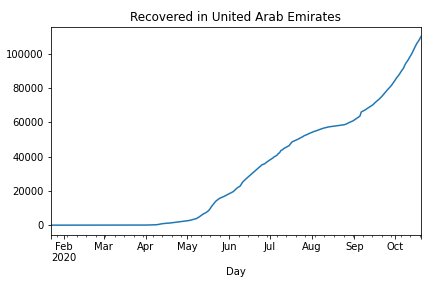 Recovered in United Arab Emirates
100000
80000
60000
40000
20000
0
Feb Mar Apr May Jun Jul Aug Sep Oct
2020
Day